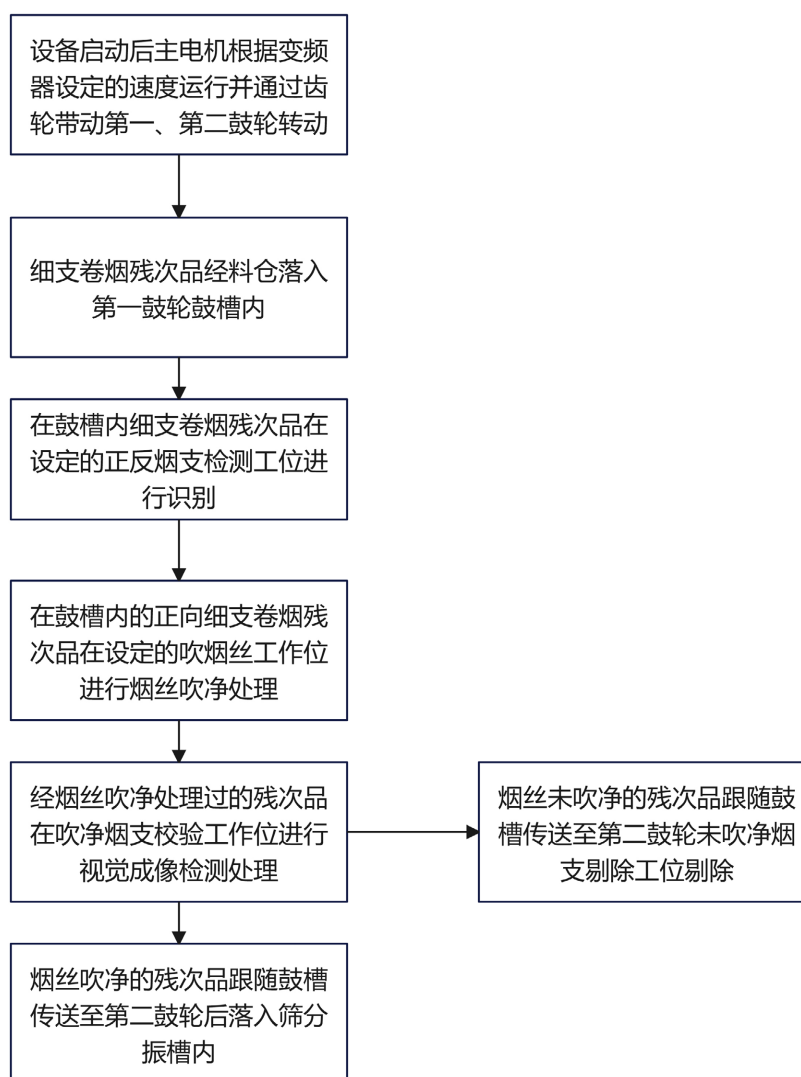 设备启动后主电机根据变频
器设定的速度运行并通过齿
轮带动第一、第二鼓轮转动
细支卷烟残次品经料仓落入
第一鼓轮鼓槽内
在鼓槽内细支卷烟残次品在
设定的正反烟支检测工位进
行识别
在鼓槽内的正向细支卷烟残
次品在设定的吹烟丝工作位
进行烟丝吹净处理
经烟丝吹净处理过的残次品
在吹净烟支校验工作位进行
视觉成像检测处理
烟丝未吹净的残次品跟随鼓
槽传送至第二鼓轮未吹净烟
支剔除工位剔除
烟丝吹净的残次品跟随鼓槽
传送至第二鼓轮后落入筛分
振槽内